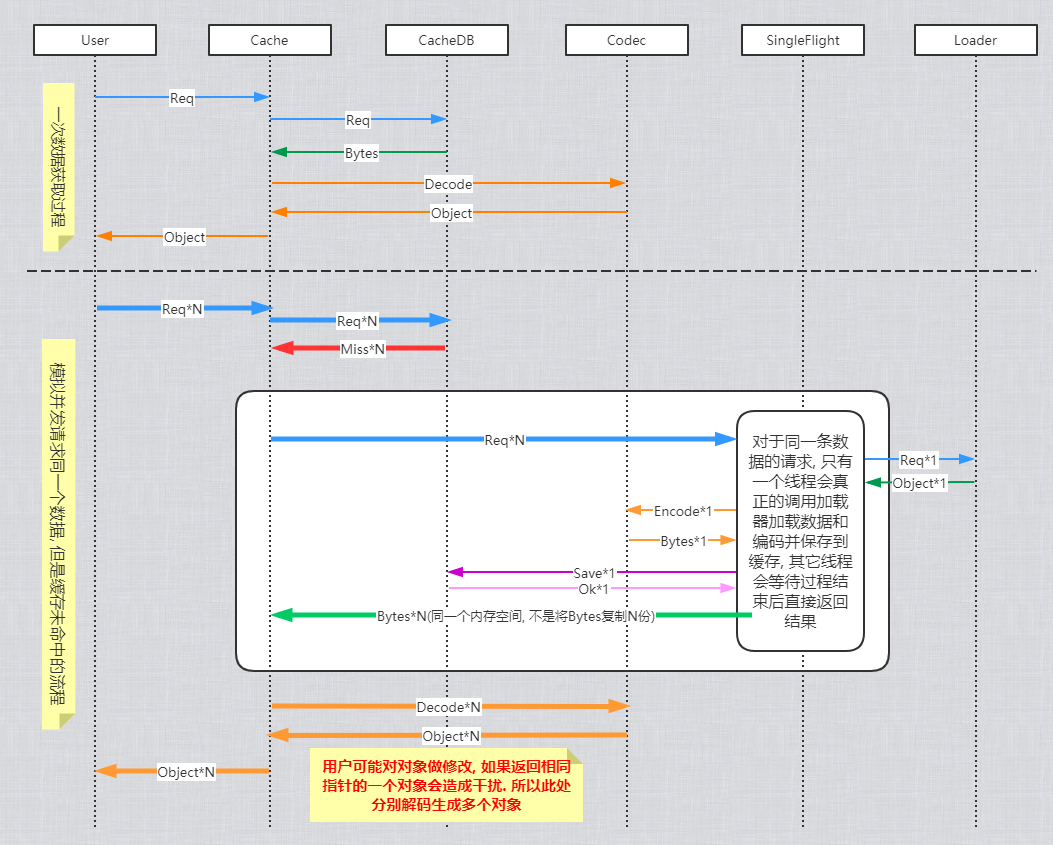 User
Cache
CacheDB
Codec
SingleFlight
Loader
一次数据获取过程
Req
Req
Bytes
Decode
Object
Object
模拟并发请求同一个数据, 但是缓存未命中的流程
Req*N
Req*N
Miss*N
Req*N
对于同一条数
据的请求, 只有
一个线程会真
正的调用加载
器加载数据和
编码并保存到
缓存, 其它线程
会等待过程结
束后直接返回
结果
Req*1
Object*1
Encode*1
Bytes*1
Save*1
Ok*1
Bytes*N(同一个内存空间, 不是将Bytes复制N份)
Decode*N
Object*N
Object*N
用户可能对对象做修改, 如果返回相同
指针的一个对象会造成干扰. 所以此处
分别解码生成多个对象